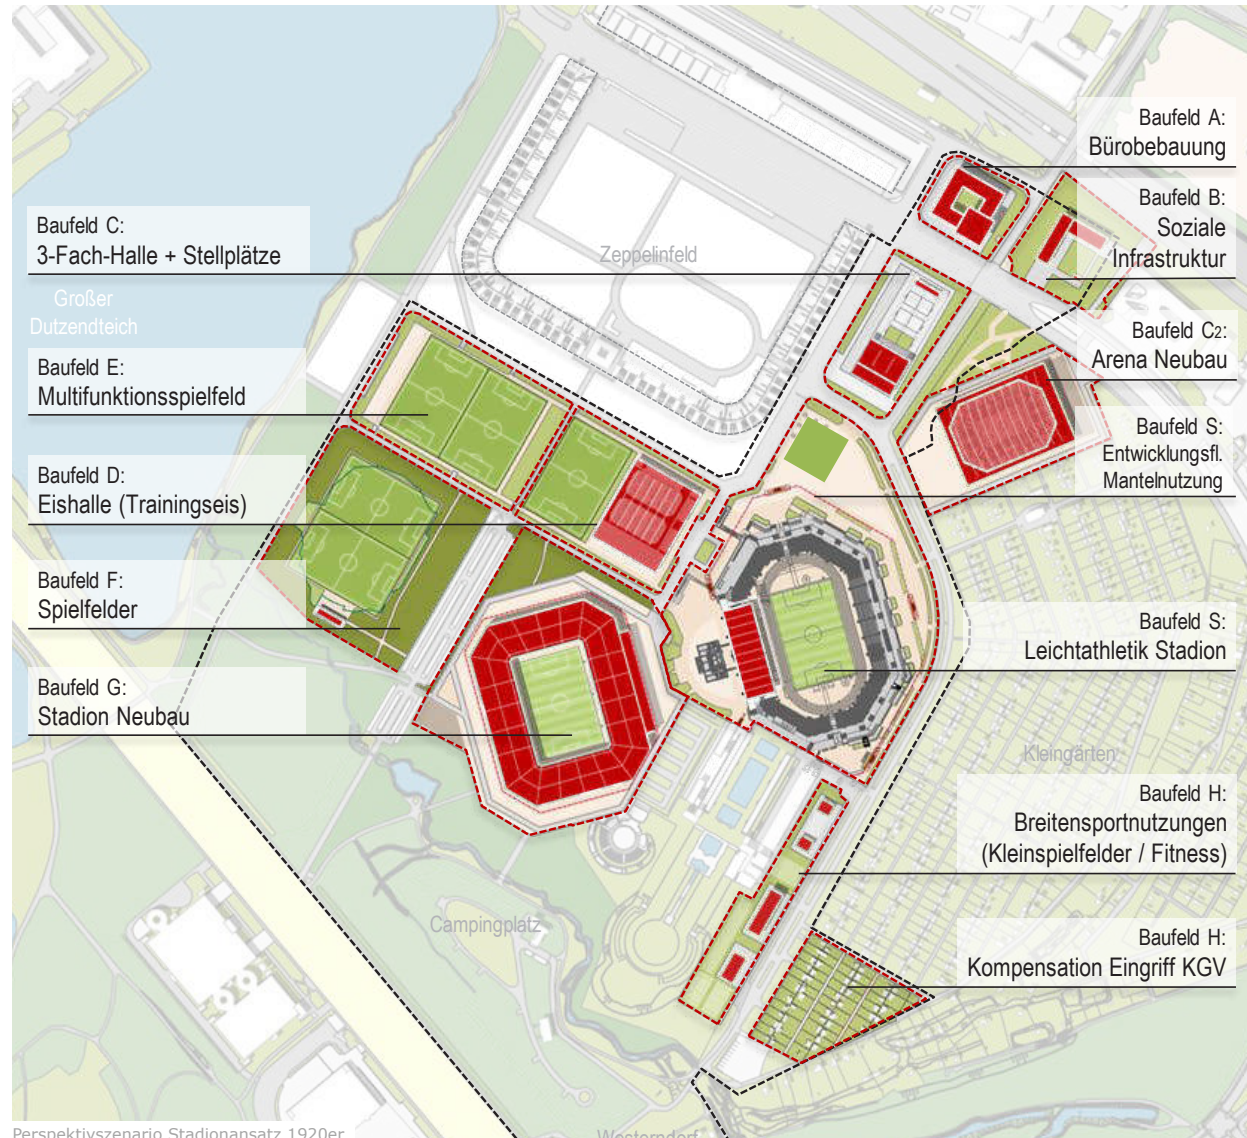 Baufeld A:
Bürobebauung
Baufeld B:
Soziale
Infrastruktur
Baufeld C:
3-Fach-Halle + Stellplätze
Zeppelinfeld
Großer
Dutzendteich
Baufeld C2:
Arena Neubau
Baufeld E:
Multifunktionsspielfeld
Baufeld S:
Entwicklungsfl.
Mantelnutzung
Baufeld D:
Eishalle (Trainingseis)
Baufeld F:
Spielfelder
Baufeld S:
Leichtathletik Stadion
Baufeld G:
Stadion Neubau
Kleingärten
Baufeld H:
Breitensportnutzungen
(Kleinspielfelder / Fitness)
Campingplatz
Baufeld H:
Kompensation Eingriff KGV
Perspektivszenario Stadionansatz 1920er